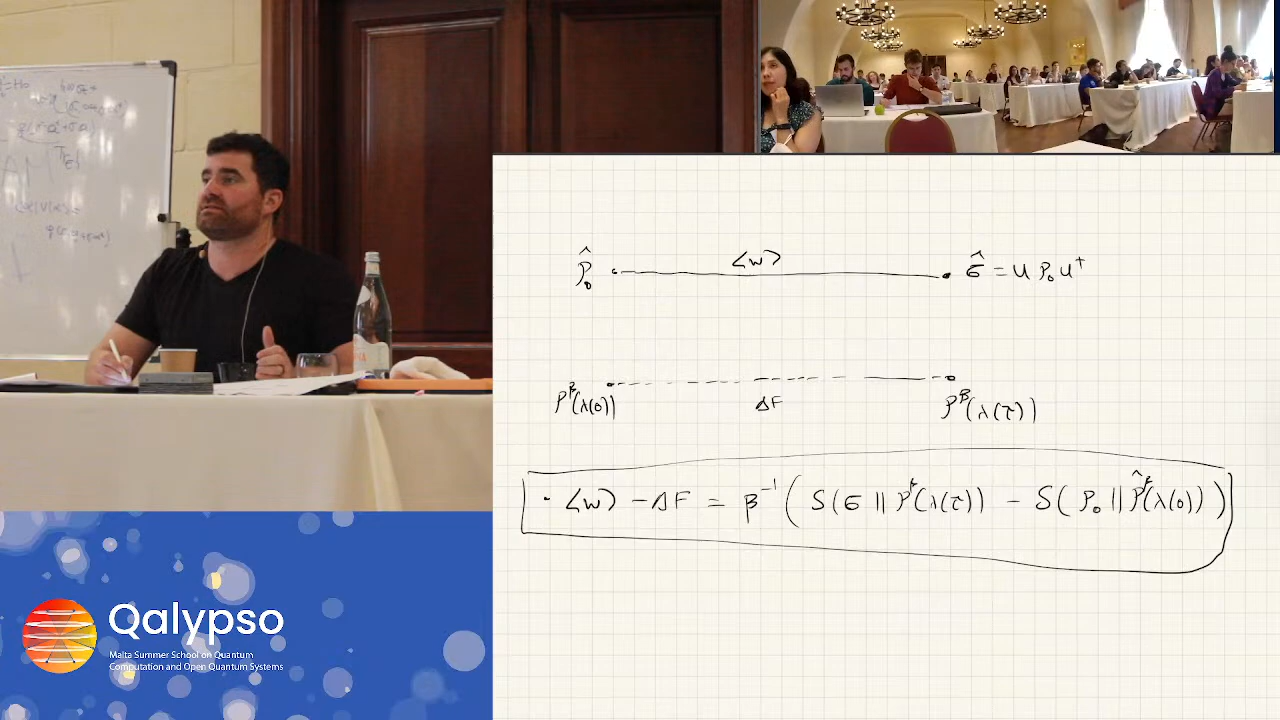 ρ̂₀ ⟨W⟩ σ̂ = U ρ₀ U†
ρ^β(λ(0)) ΔF ρ^β(λ(τ))
· ⟨W⟩ − ΔF = β⁻¹ ( S(σ || ρ^β(λ(τ)) − S( ρ₀ || ρ̂^β(λ(0)) )
Qalypso
Malta Summer School on Quantum
Computation and Open Quantum Systems